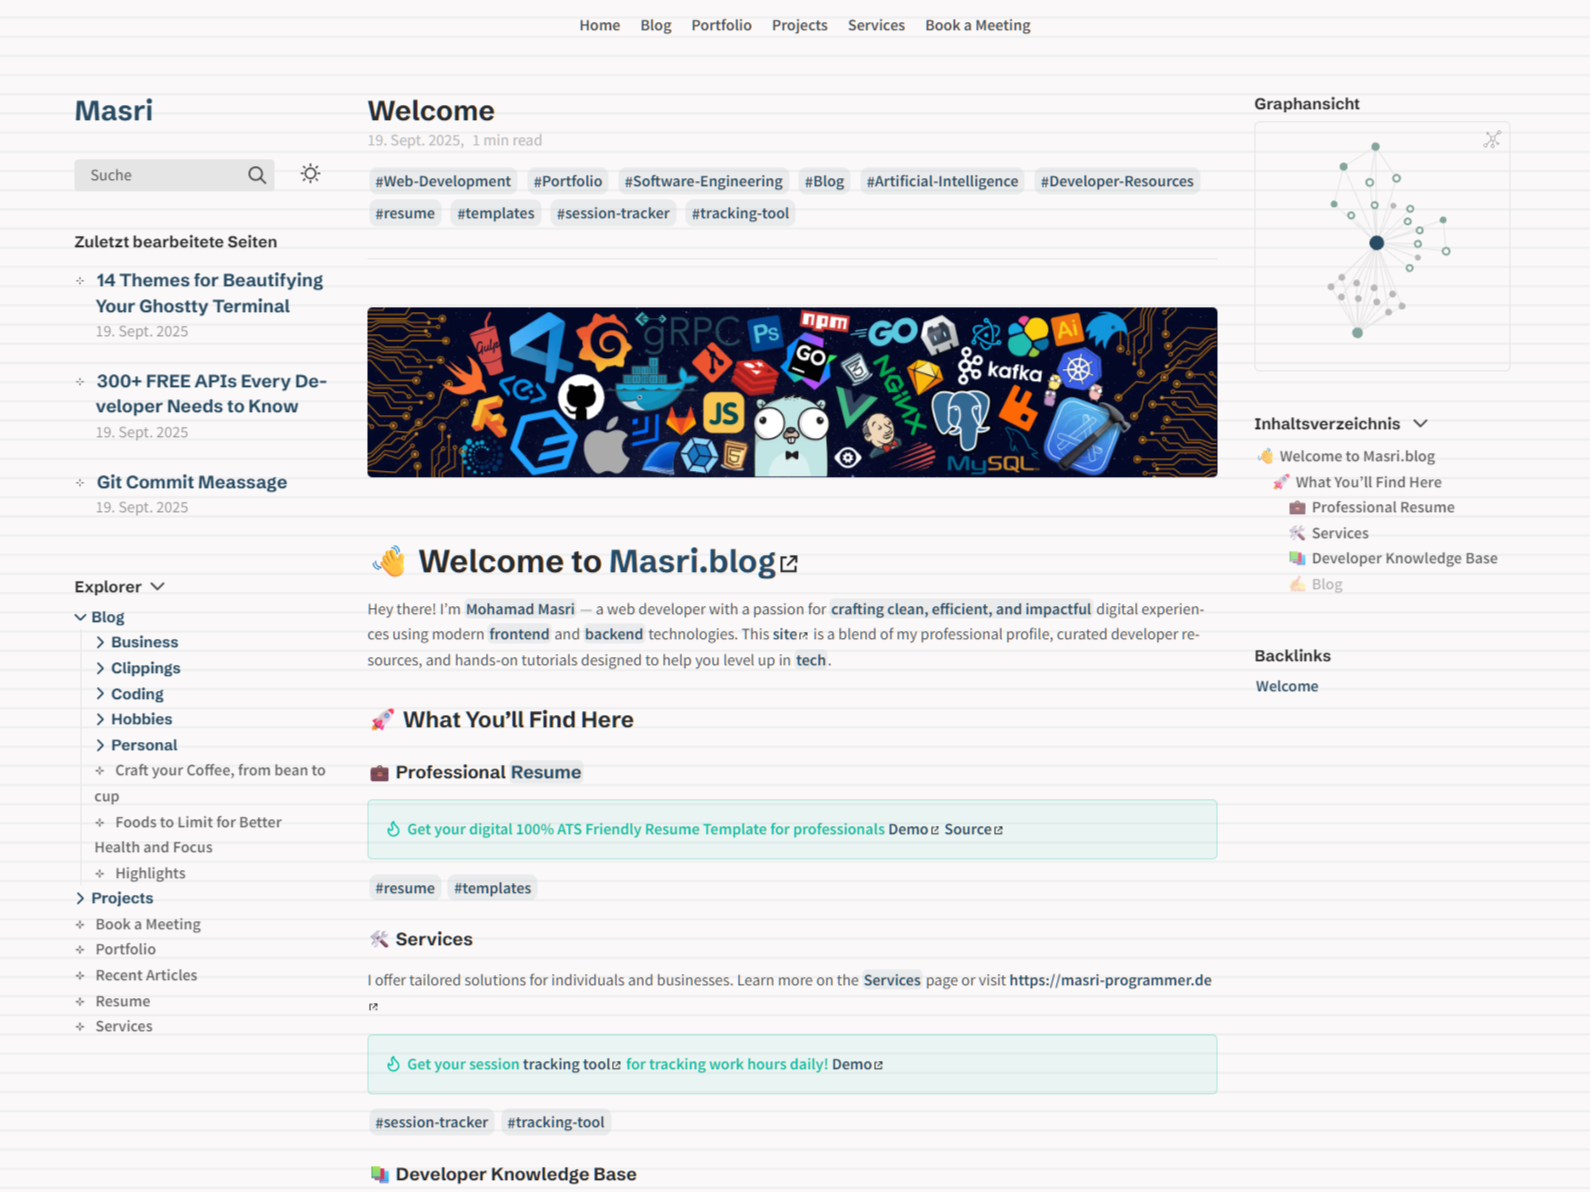 Home Blog Portfolio Projects Services Book a Meeting
Masri
Suche
Zuletzt bearbeitete Seiten
14 Themes for Beautifying
Your Ghostty Terminal
19. Sept. 2025
300+ FREE APIs Every De-
veloper Needs to Know
19. Sept. 2025
Git Commit Meassage
19. Sept. 2025
Explorer
Blog
Business
Clippings
Coding
Hobbies
Personal
Craft your Coffee, from bean to
cup
Foods to Limit for Better
Health and Focus
Highlights
Projects
Book a Meeting
Portfolio
Recent Articles
Resume
Services
Welcome
19. Sept. 2025, 1 min read
#Web-Development #Portfolio #Software-Engineering #Blog #Artificial-Intelligence #Developer-Resources
#resume #templates #session-tracker #tracking-tool
Gulp
gRPC
Ps
npm
GO
Ai
GO
kafka
NGINX
JS
MySQL
👋 Welcome to Masri.blog
Hey there! I’m Mohamad Masri — a web developer with a passion for crafting clean, efficient, and impactful digital experien-
ces using modern frontend and backend technologies. This site is a blend of my professional profile, curated developer re-
sources, and hands-on tutorials designed to help you level up in tech.
🚀 What You’ll Find Here
💼 Professional Resume
Get your digital 100% ATS Friendly Resume Template for professionals Demo Source
#resume #templates
🛠️ Services
I offer tailored solutions for individuals and businesses. Learn more on the Services page or visit https://masri-programmer.de
Get your session tracking tool for tracking work hours daily! Demo
#session-tracker #tracking-tool
📚 Developer Knowledge Base
Graphansicht
Inhaltsverzeichnis
👋 Welcome to Masri.blog
🚀 What You’ll Find Here
💼 Professional Resume
🛠️ Services
📚 Developer Knowledge Base
✍️ Blog
Backlinks
Welcome